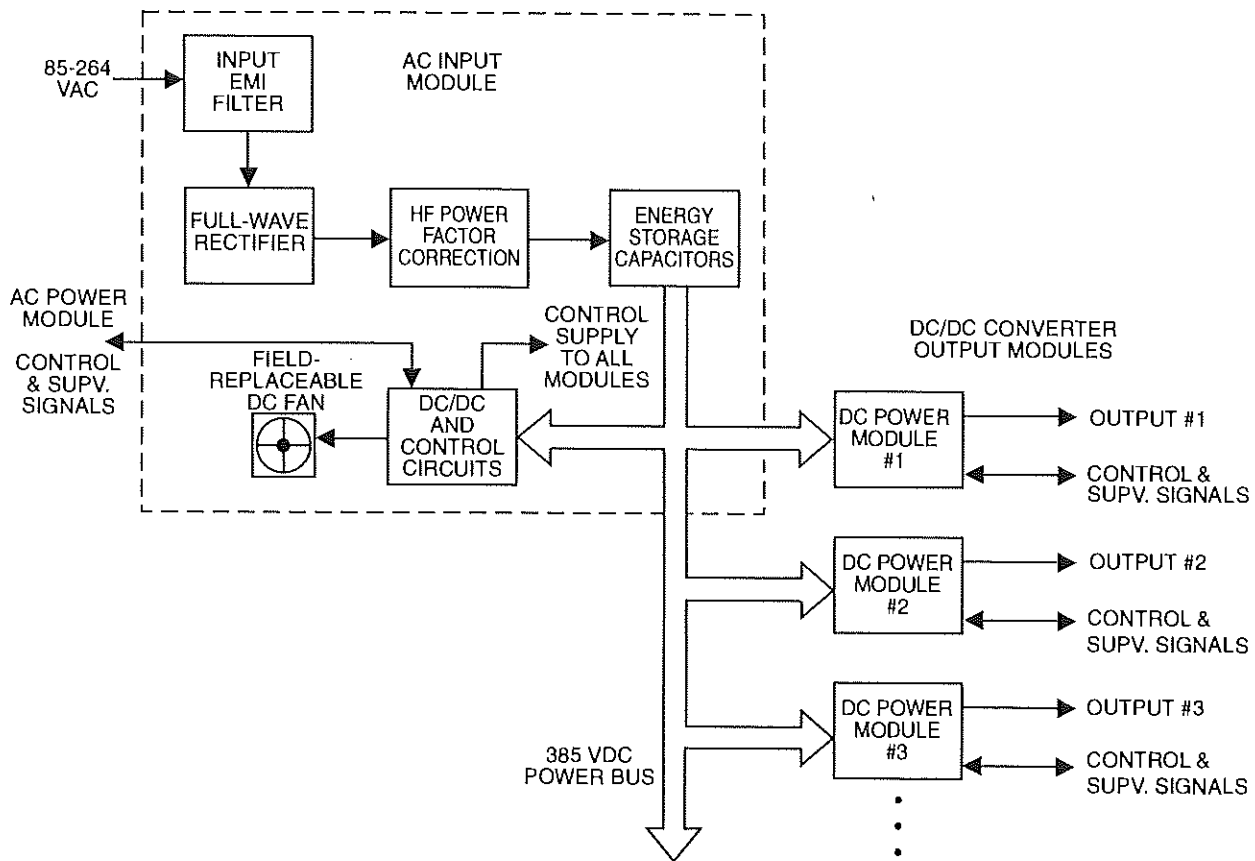 85-264
VAC
INPUT
EMI
FILTER
AC INPUT
MODULE
FULL-WAVE
RECTIFIER
HF POWER
FACTOR
CORRECTION
ENERGY
STORAGE
CAPACITORS
AC POWER
MODULE
CONTROL
& SUPV.
SIGNALS
FIELD-
REPLACEABLE
DC FAN
CONTROL
SUPPLY
TO ALL
MODULES
DC/DC
AND
CONTROL
CIRCUITS
DC/DC CONVERTER
OUTPUT MODULES
DC POWER
MODULE
#1
OUTPUT #1
CONTROL &
SUPV. SIGNALS
DC POWER
MODULE
#2
OUTPUT #2
CONTROL &
SUPV. SIGNALS
DC POWER
MODULE
#3
OUTPUT #3
CONTROL &
SUPV. SIGNALS
385 VDC
POWER BUS